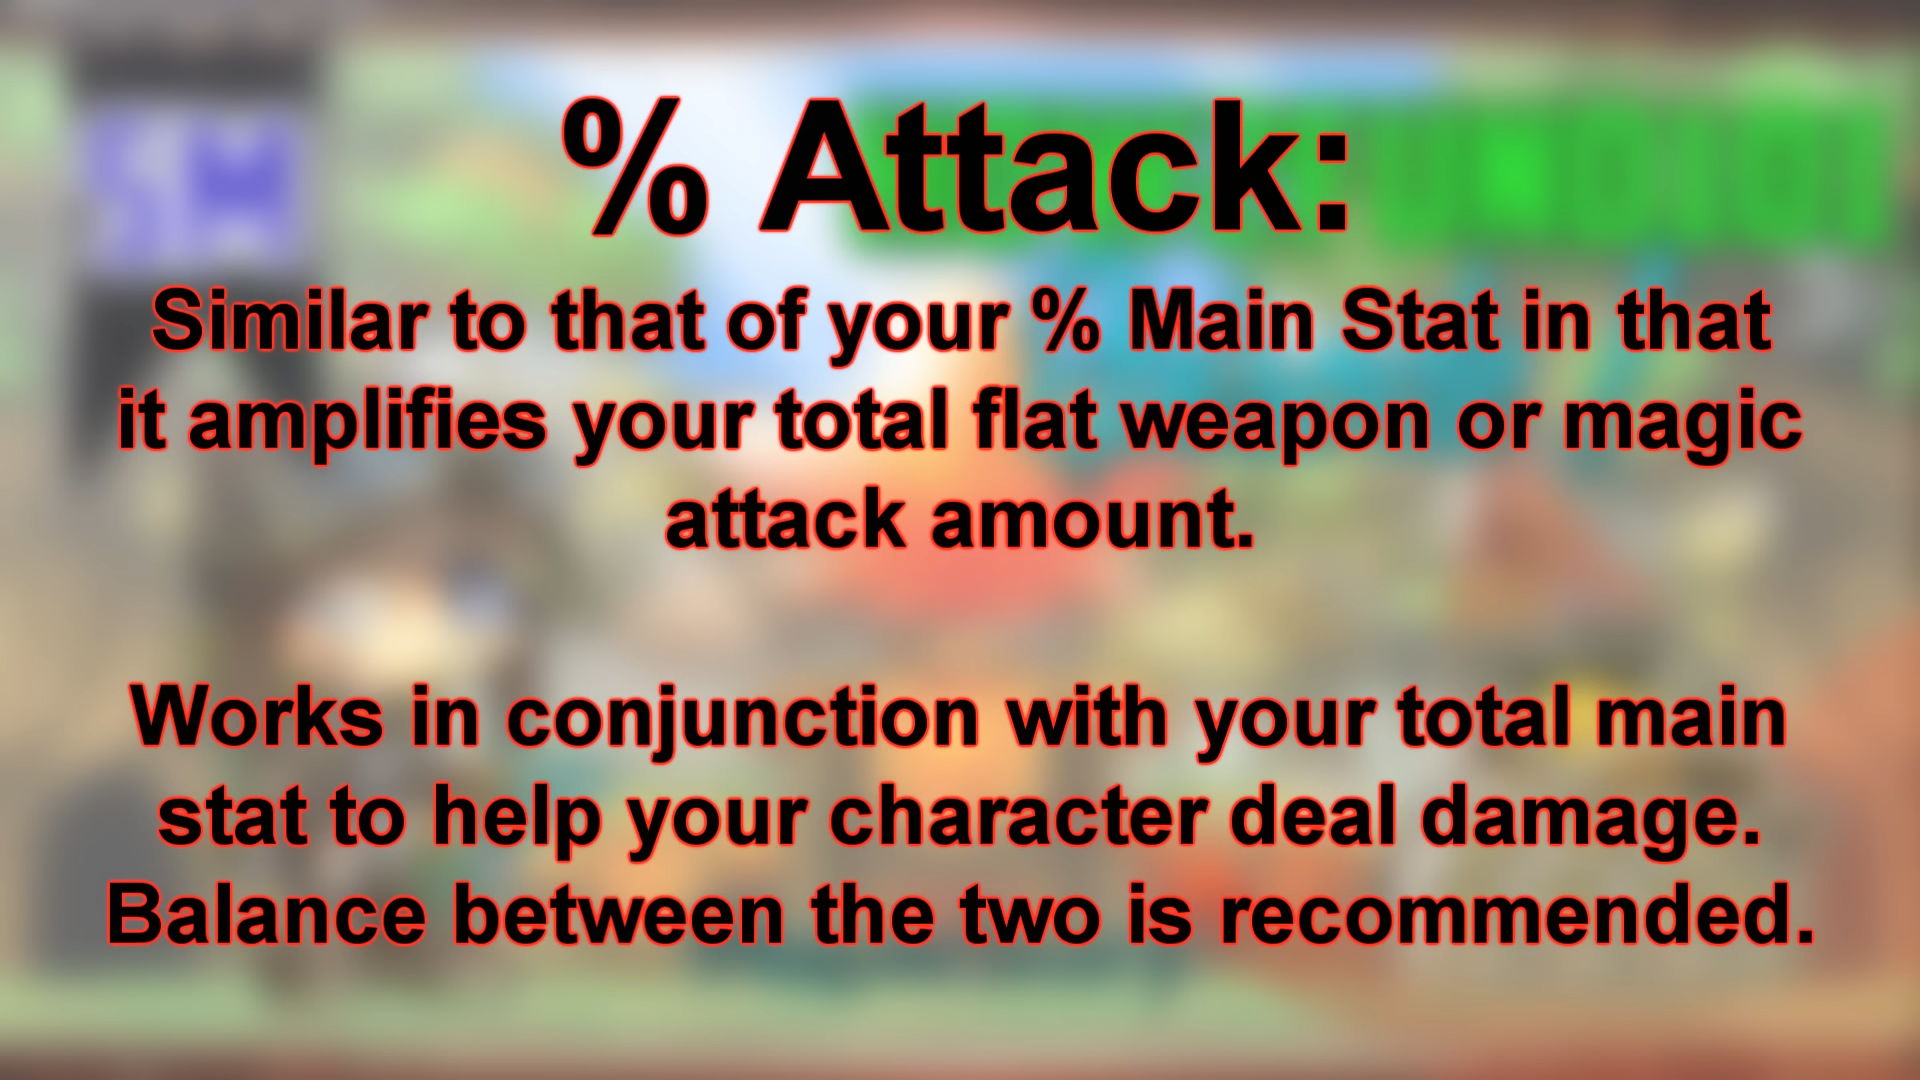 % Attack:
Similar to that of your % Main Stat in that
it amplifies your total flat weapon or magic
attack amount.
Works in conjunction with your total main
stat to help your character deal damage.
Balance between the two is recommended.